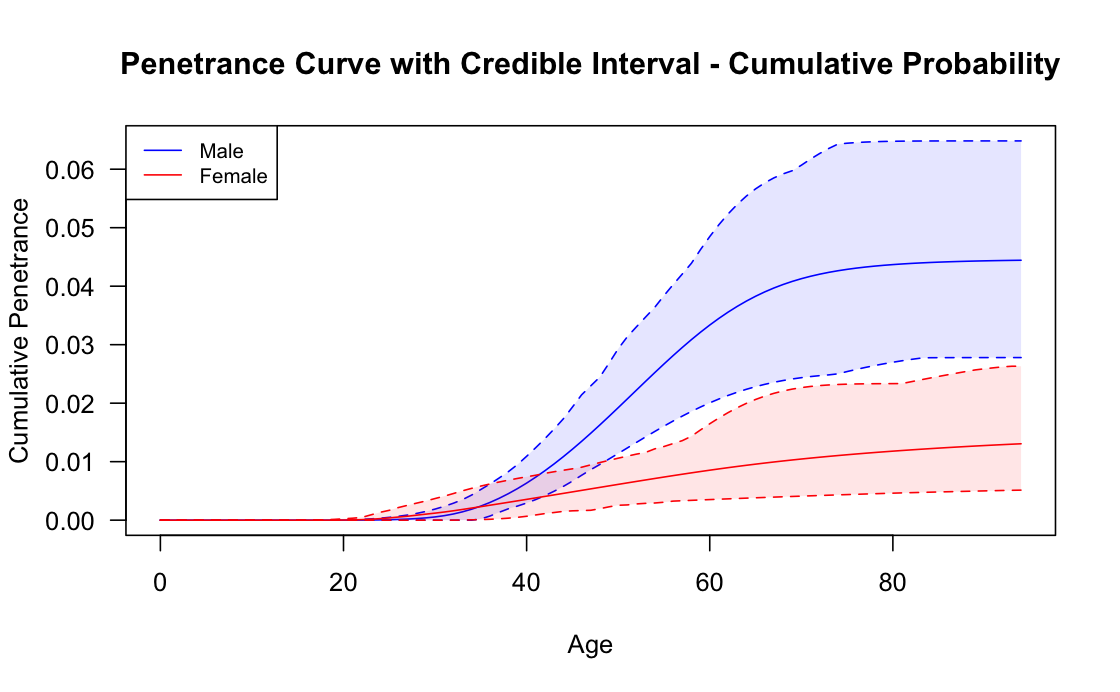 Penetrance Curve with Credible Interval - Cumulative Probability
Male
Female
Cumulative Penetrance
0.06
0.05
0.04
0.03
0.02
0.01
0.00
0 20 40 60 80
Age